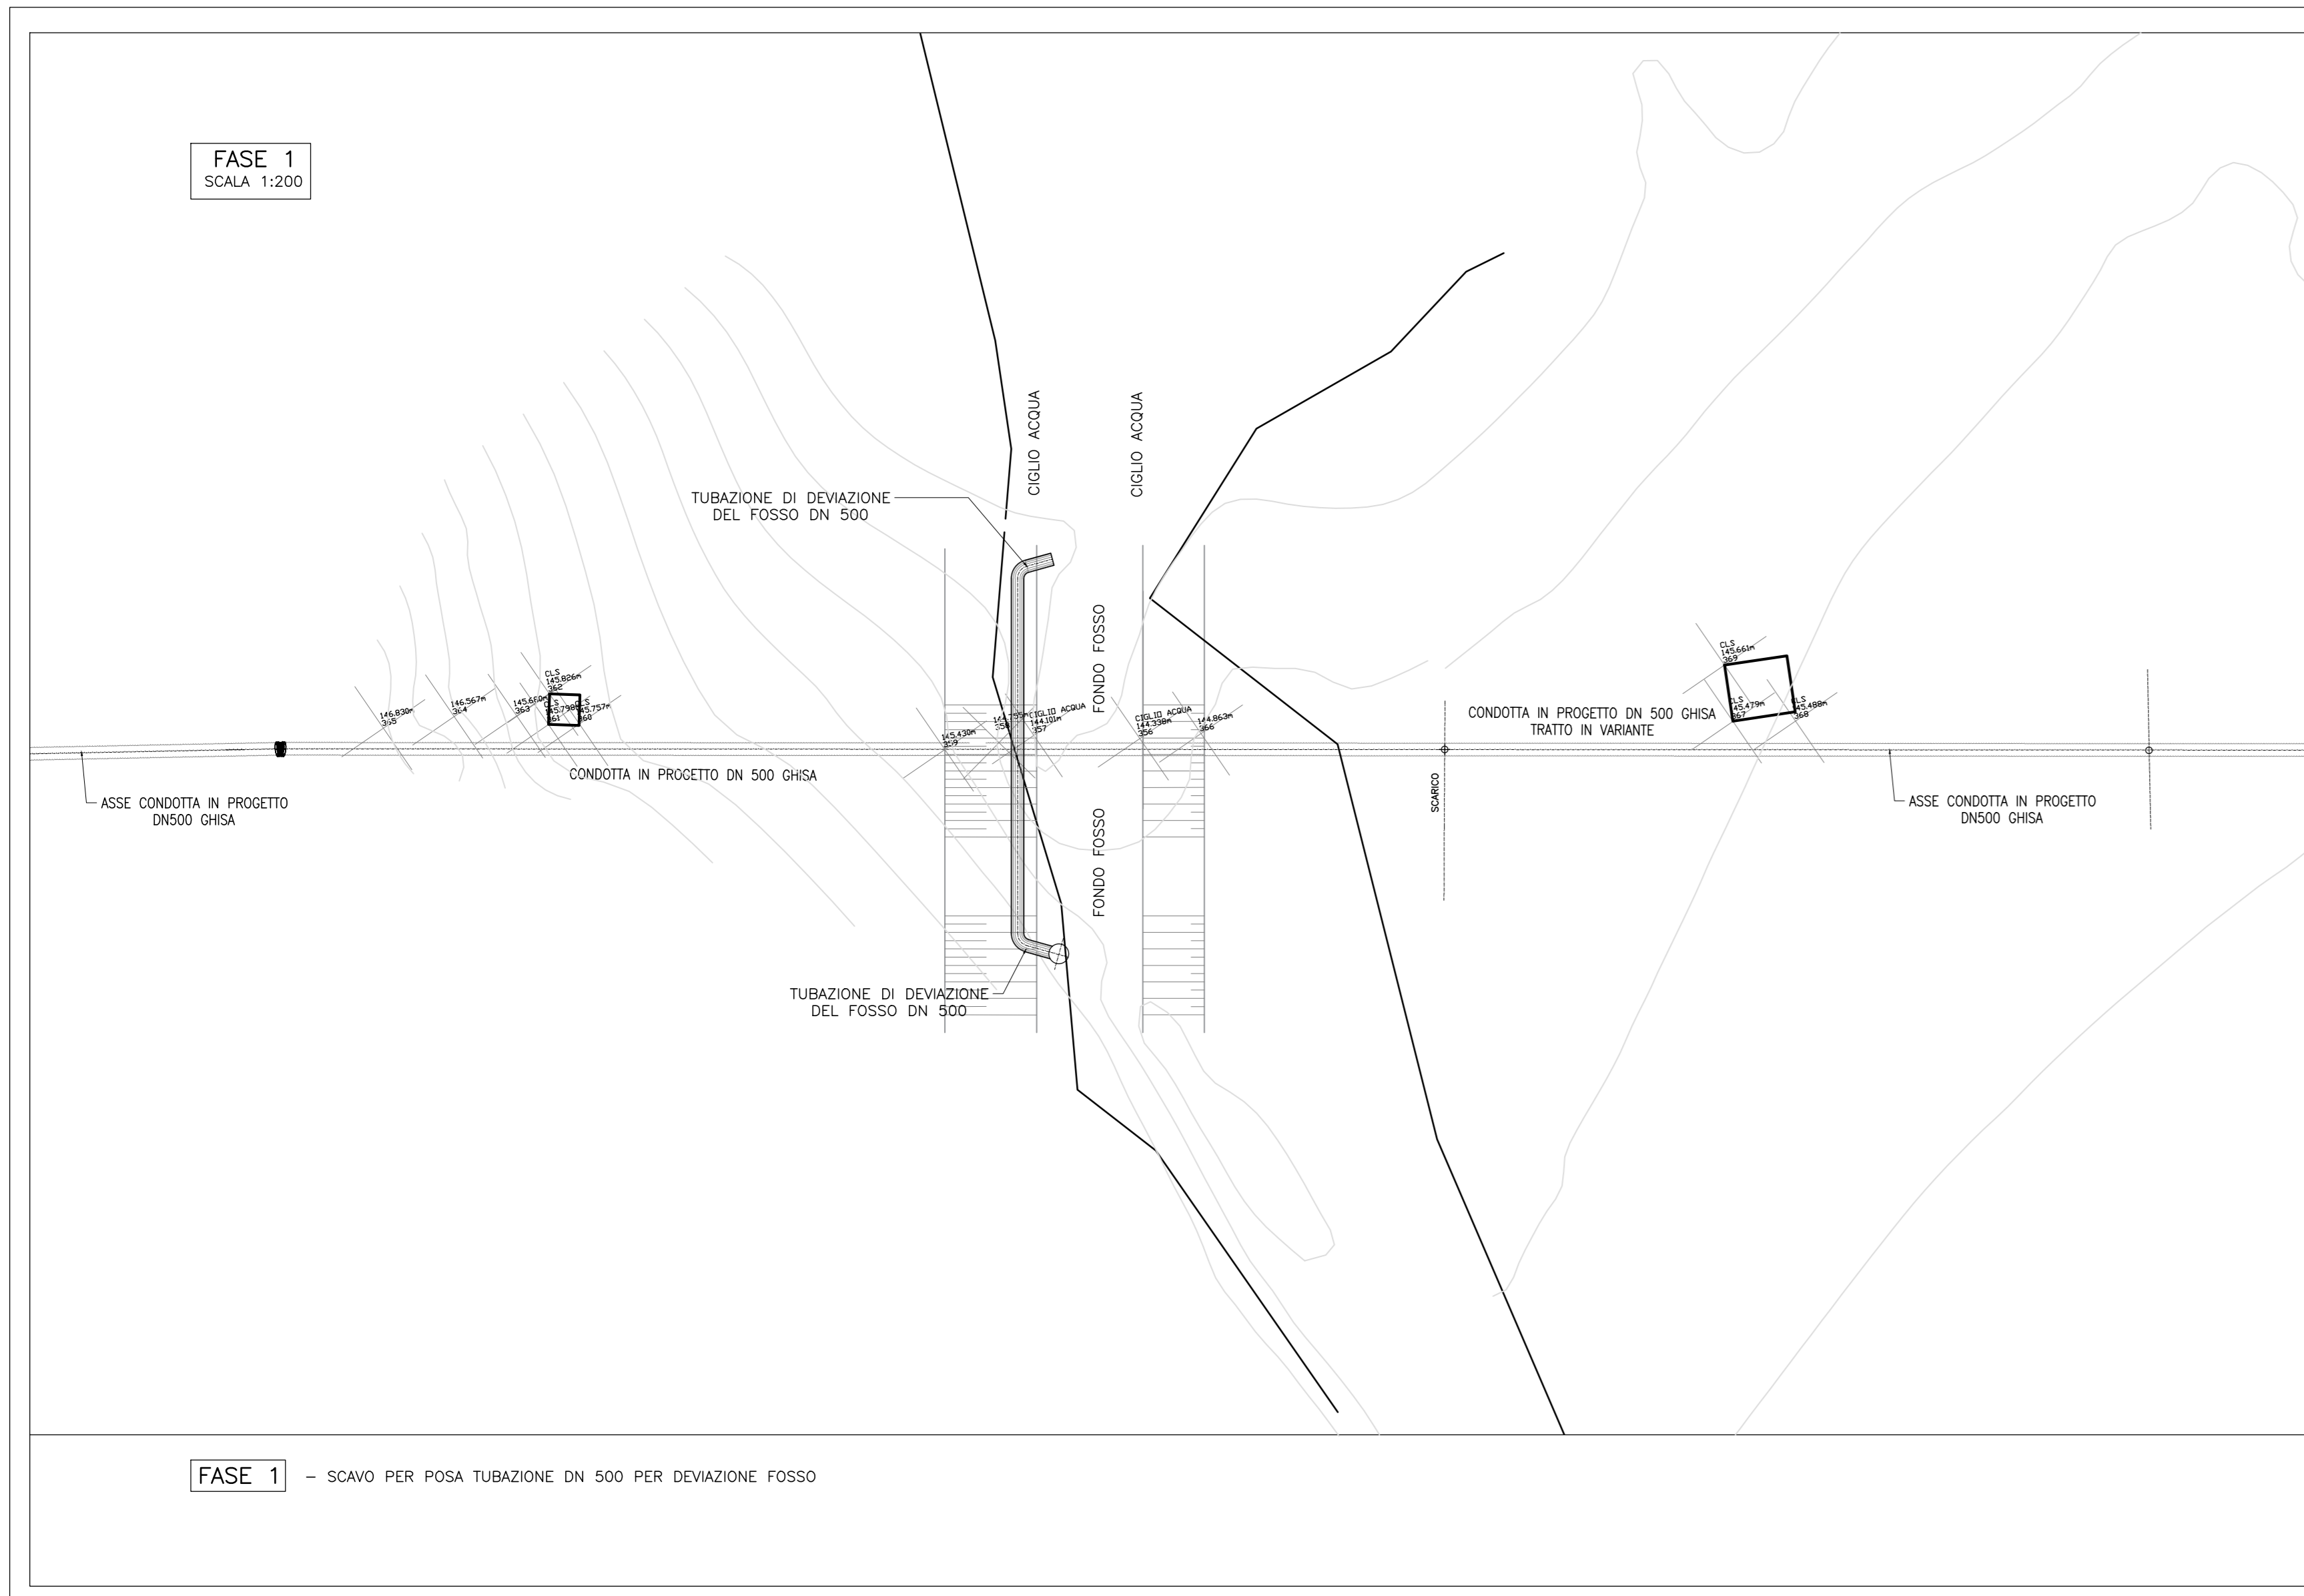 FASE 1
SCALA 1:200
CIGLIO ACQUA
CIGLIO ACQUA
TUBAZIONE DI DEVIAZIONE
DEL FOSSO DN 500
FONDO FOSSO
CLS
145.661m
369
CLS
145.479m
367
CLS
145.488m
368
CLS
145.826m
362
146.830m
365
146.567m
364
145.660m
363
CLS
145.798m
361
CLS
145.757m
360
145.430m
359
CIGLIO ACQUA
144.101m
357
CIGLIO ACQUA
144.338m
356
144.863m
366
CONDOTTA IN PROGETTO DN 500 GHISA
TRATTO IN VARIANTE
CONDOTTA IN PROGETTO DN 500 GHISA
SCARICO
ASSE CONDOTTA IN PROGETTO
DN500 GHISA
ASSE CONDOTTA IN PROGETTO
DN500 GHISA
FONDO FOSSO
TUBAZIONE DI DEVIAZIONE
DEL FOSSO DN 500
FASE 1 – SCAVO PER POSA TUBAZIONE DN 500 PER DEVIAZIONE FOSSO